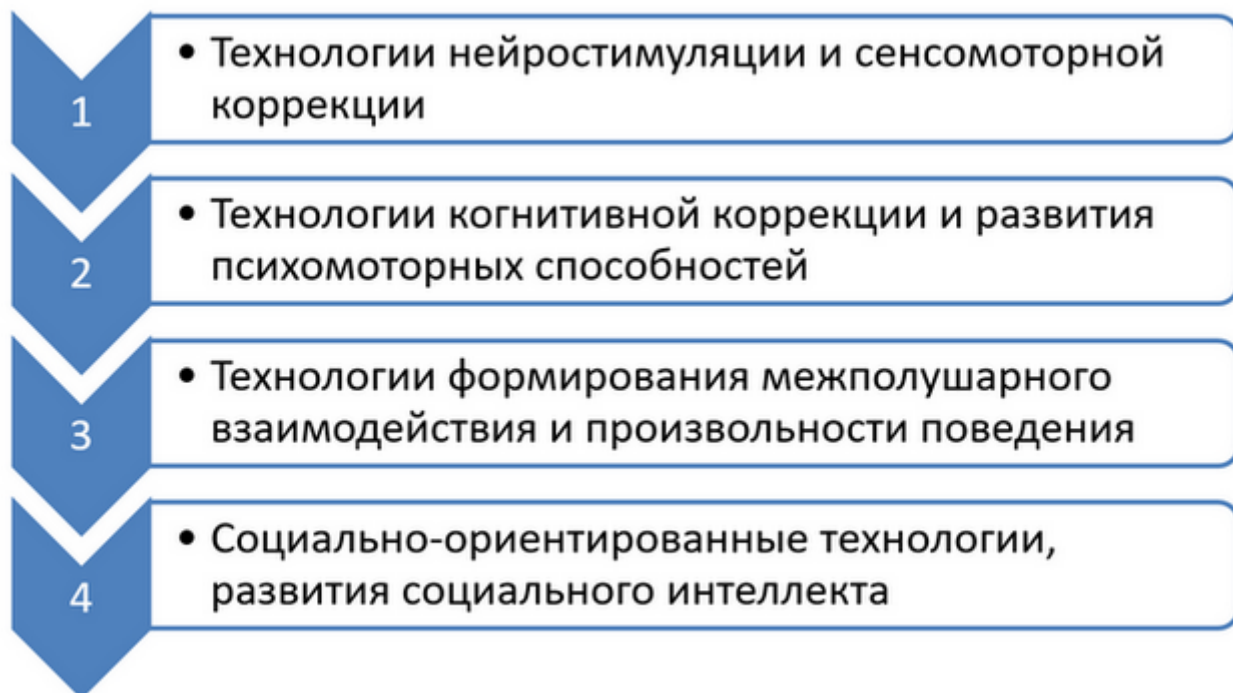 1
• Технологии нейростимуляции и сенсомоторной
коррекции
2
• Технологии когнитивной коррекции и развития
психомоторных способностей
3
• Технологии формирования межполушарного
взаимодействия и произвольности поведения
4
• Социально-ориентированные технологии,
развития социального интеллекта